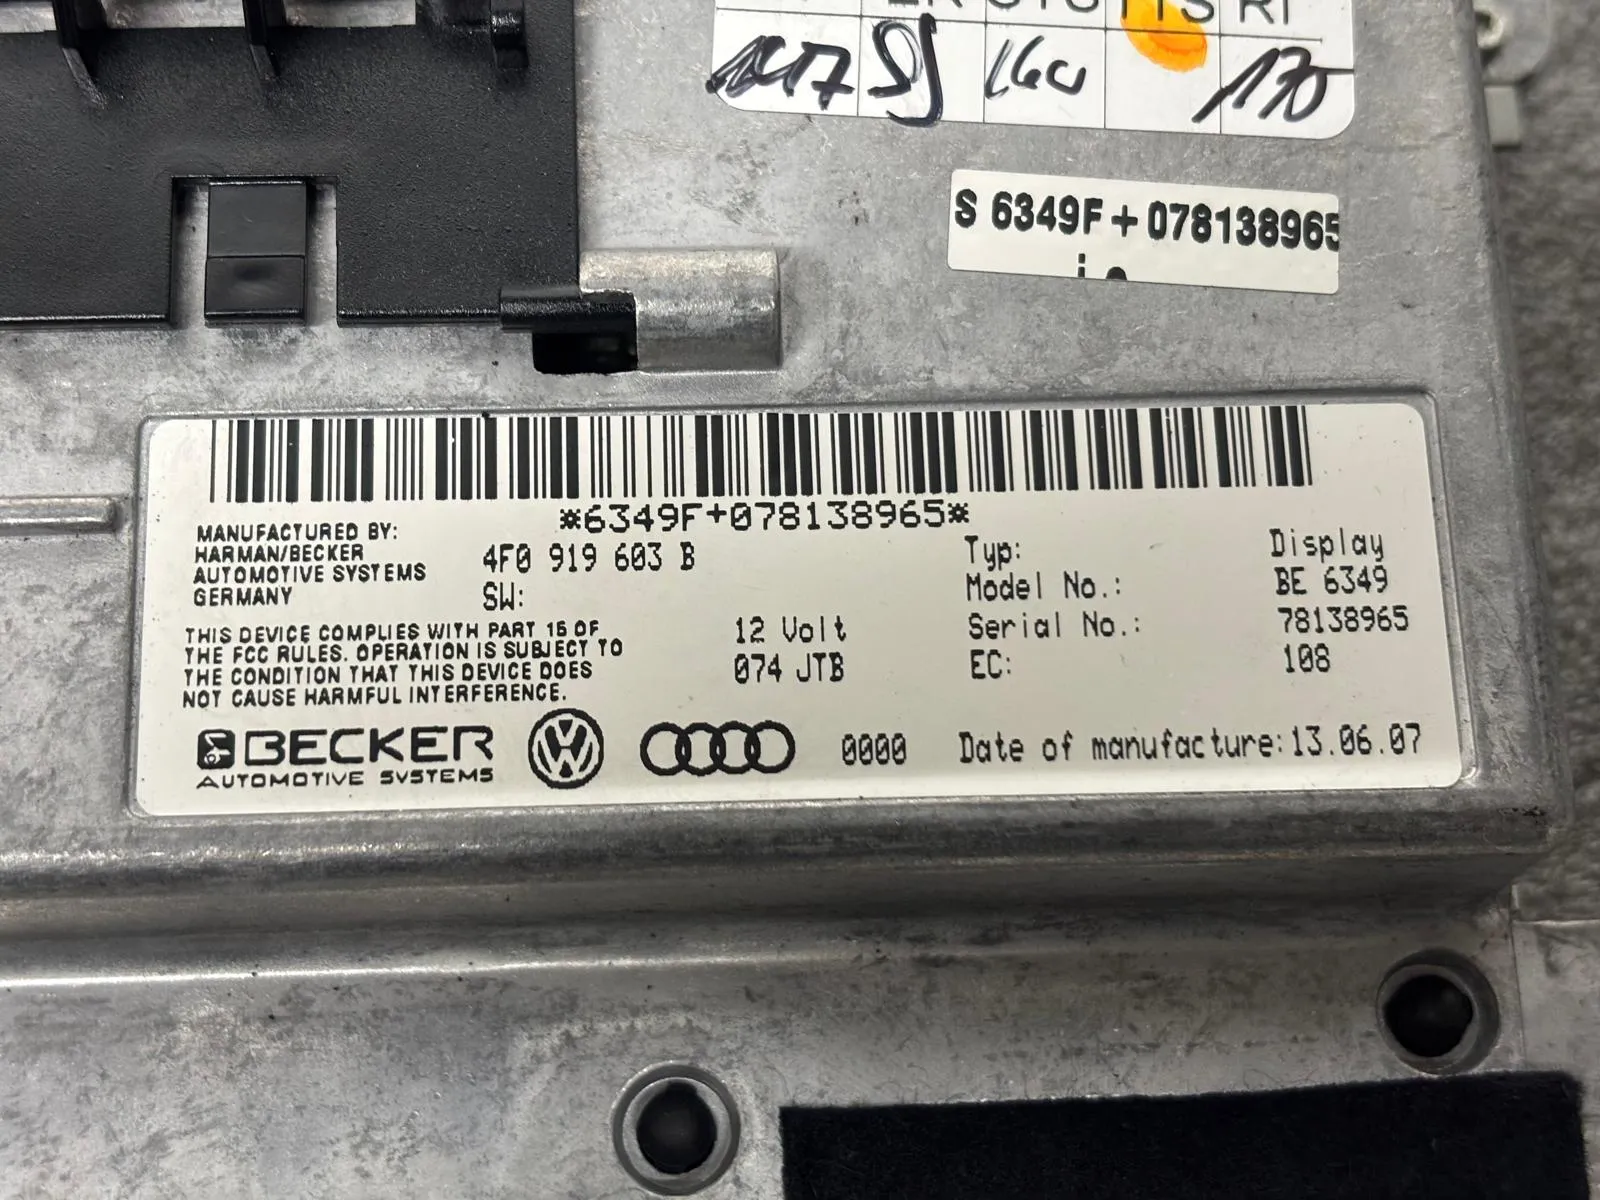 170
S 6349F+078138965
*6349F+078138965*
MANUFACTURED BY:
HARMAN/BECKER
AUTOMOTIVE SYSTEMS
GERMANY
4F0 919 603 B
SW:
Typ: Display
Model No.: BE 6349
Serial No.: 78138965
EC: 108
THIS DEVICE COMPLIES WITH PART 15 OF
THE FCC RULES. OPERATION IS SUBJECT TO
THE CONDITION THAT THIS DEVICE DOES
NOT CAUSE HARMFUL INTERFERENCE.
12 Volt
074 JTB
BECKER
AUTOMOTIVE SYSTEMS
0000
Date of manufacture:13.06.07